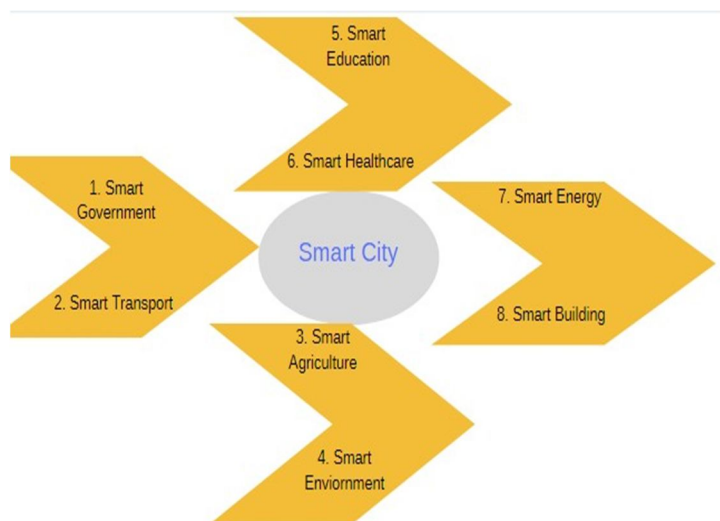 5. Smart
Education
6. Smart Healthcare
1. Smart
Government
2. Smart Transport
Smart City
7. Smart Energy
8. Smart Building
3. Smart
Agriculture
4. Smart
Enviornment